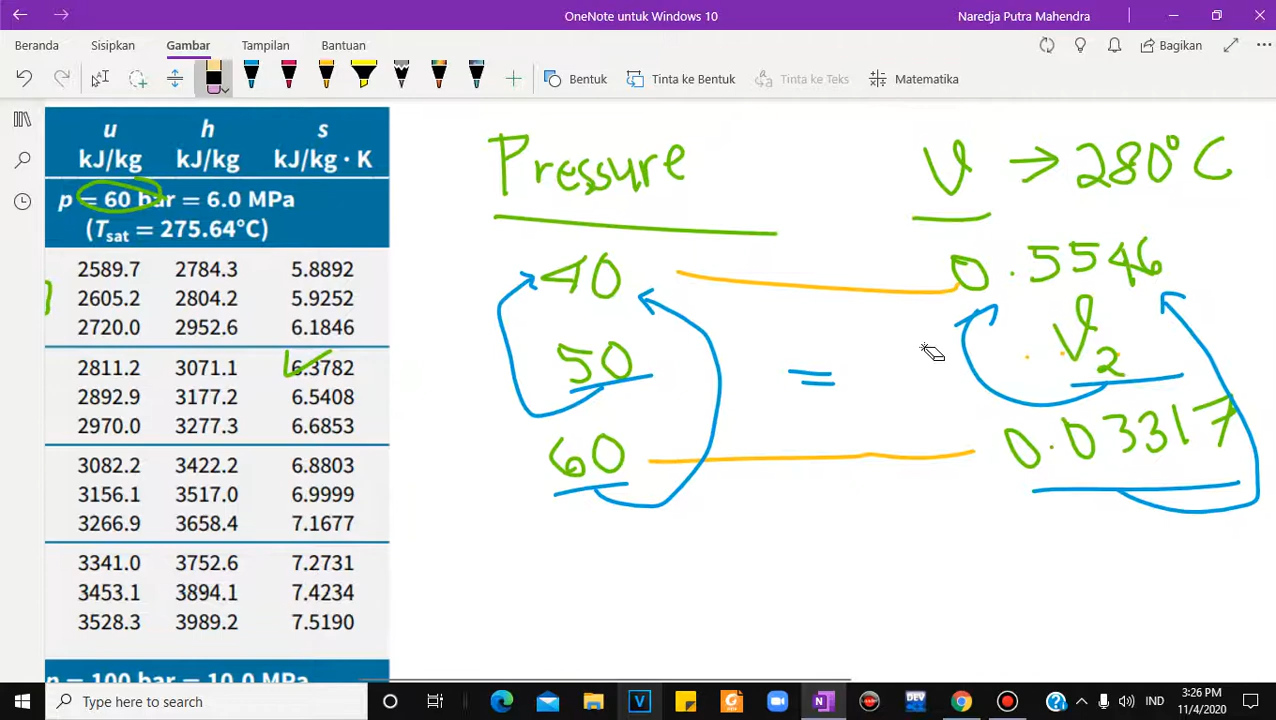 OneNote untuk Windows 10
Naredja Putra Mahendra
Beranda Sisipkan Gambar Tampilan Bantuan
Bagikan
Bentuk Tinta ke Bentuk Tinta ke Teks Matematika
u h s
kJ/kg kJ/kg kJ/kg · K
p = 60 bar = 6.0 MPa
(Tsat = 275.64°C)
2589.7 2784.3 5.8892
2605.2 2804.2 5.9252
2720.0 2952.6 6.1846
2811.2 3071.1 6.3782
2892.9 3177.2 6.5408
2970.0 3277.3 6.6853
3082.2 3422.2 6.8803
3156.1 3517.0 6.9999
3266.9 3658.4 7.1677
3341.0 3752.6 7.2731
3453.1 3894.1 7.4234
3528.3 3989.2 7.5190
p = 100 bar = 10.0 MPa
Pressure V → 280°C
40 0.5546
50 = V2
60 0.03317
Type here to search
IND
3:26 PM
11/4/2020